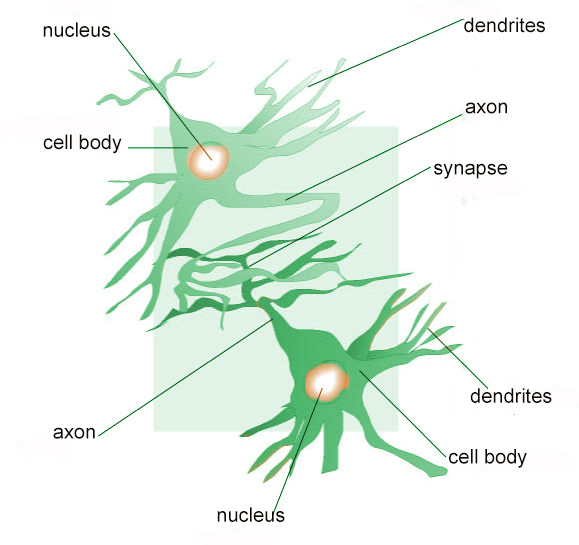 nucleus
dendrites
axon
cell body
synapse
dendrites
axon
cell body
nucleus